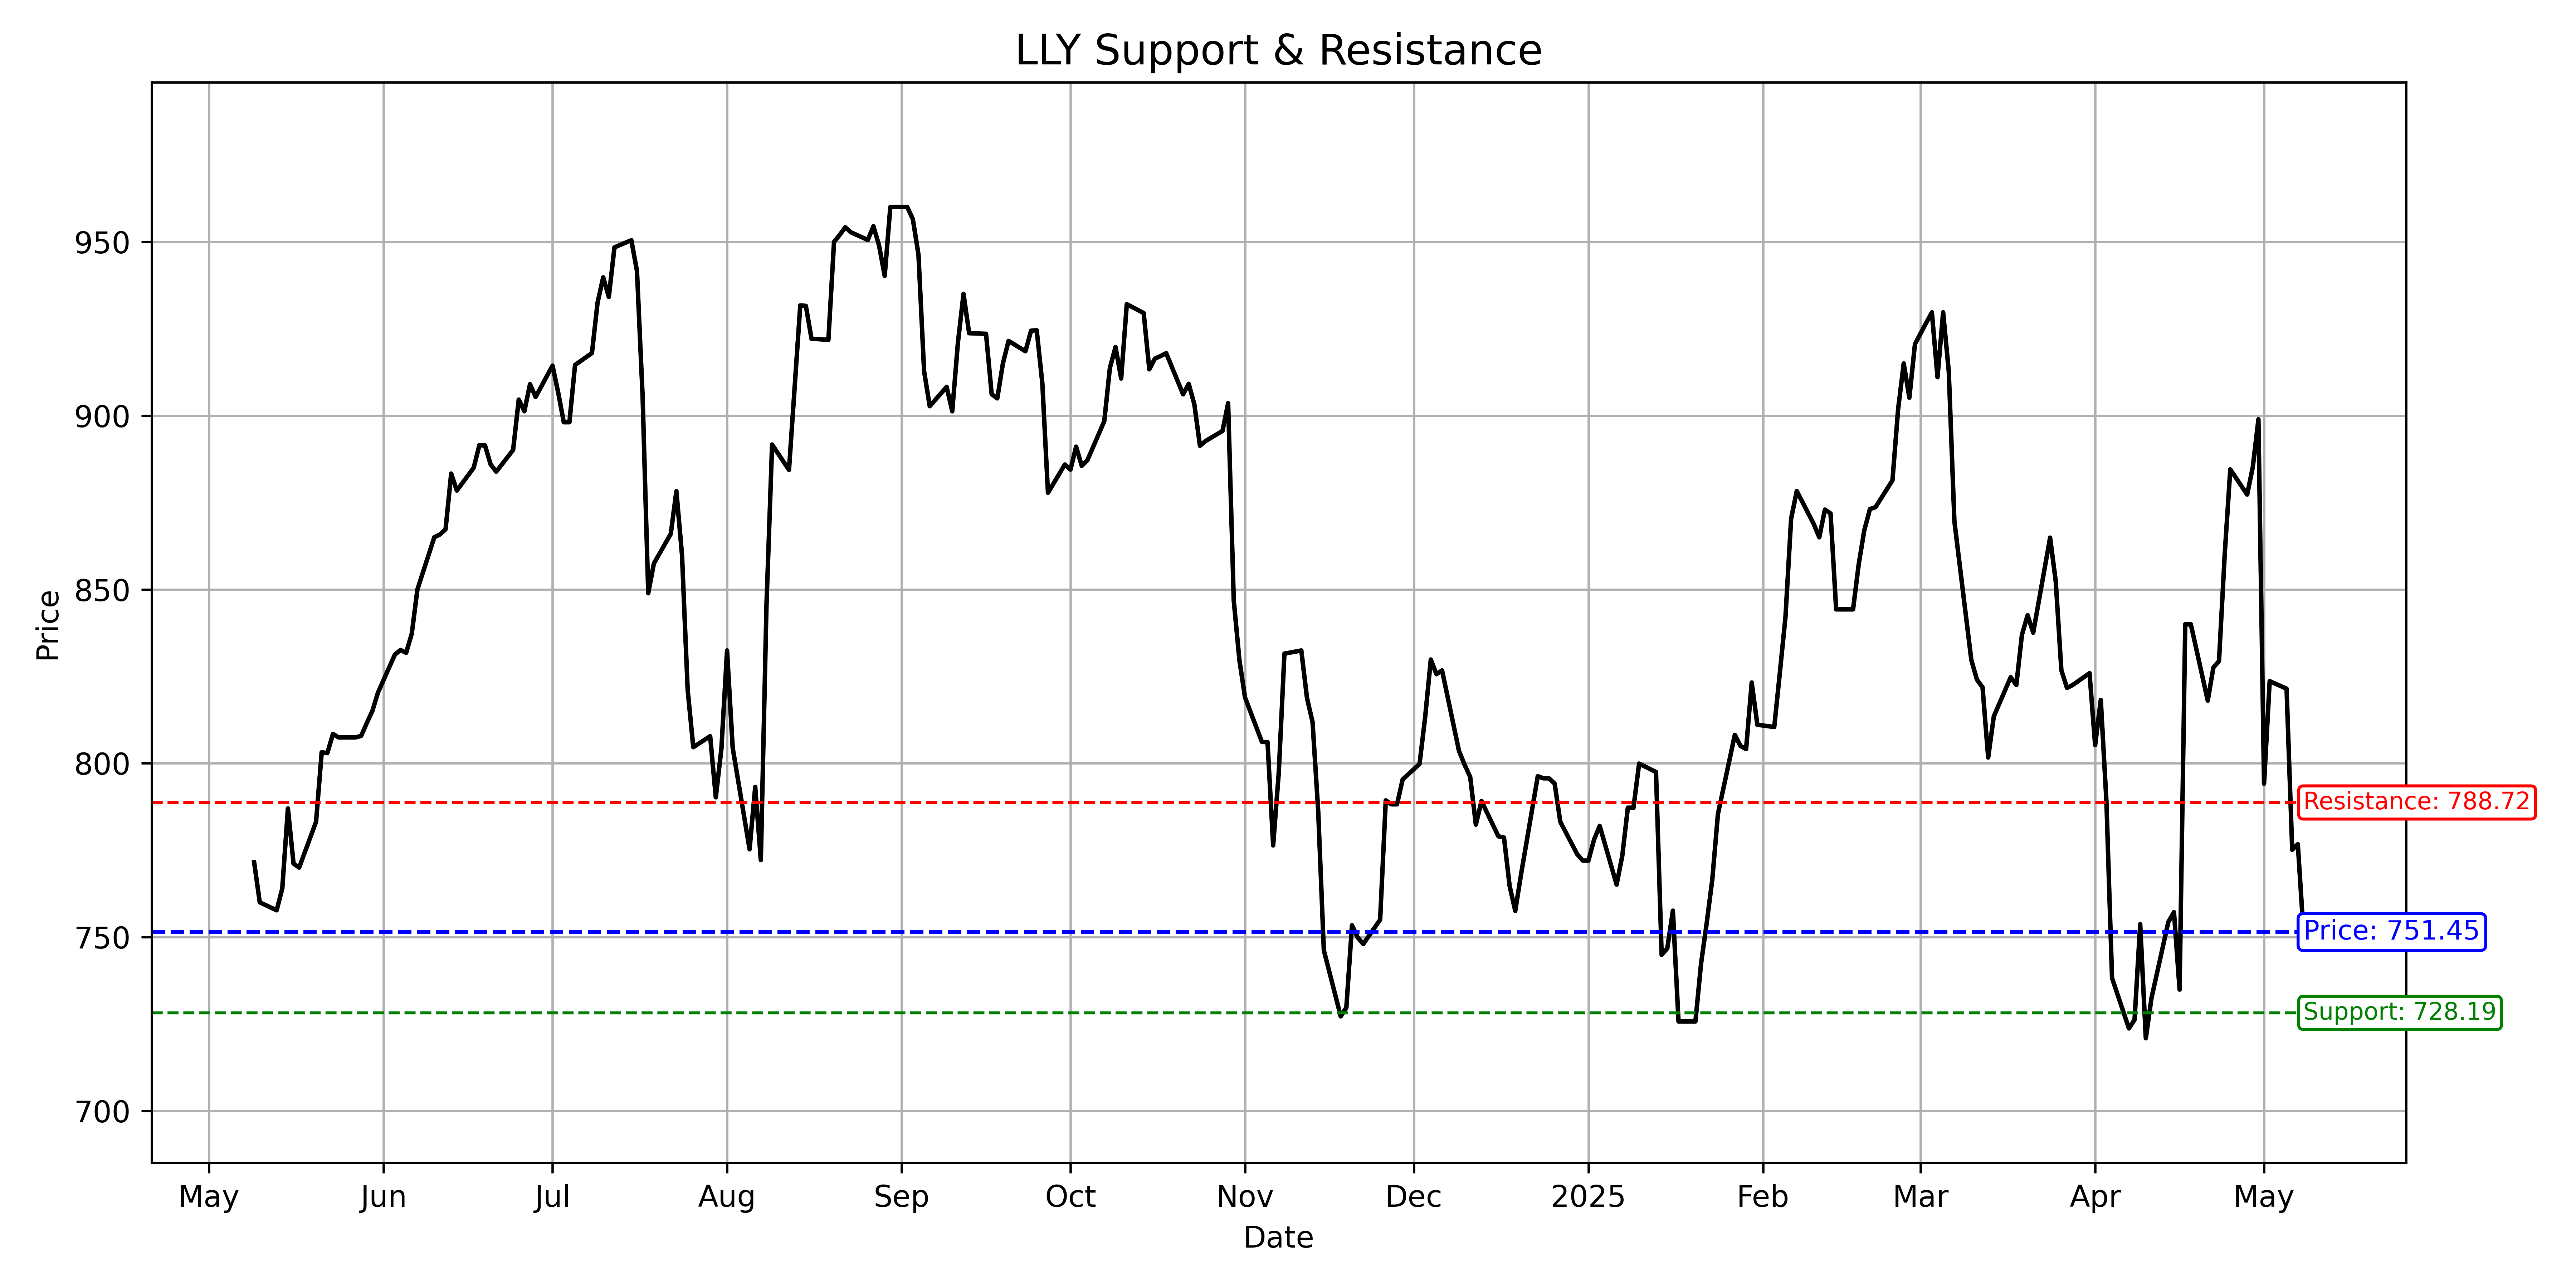 LLY Support & Resistance
Price
950
900
850
800
750
700
Resistance: 788.72
Price: 751.45
Support: 728.19
May
Jun
Jul
Aug
Sep
Oct
Nov
Dec
2025
Feb
Mar
Apr
May
Date